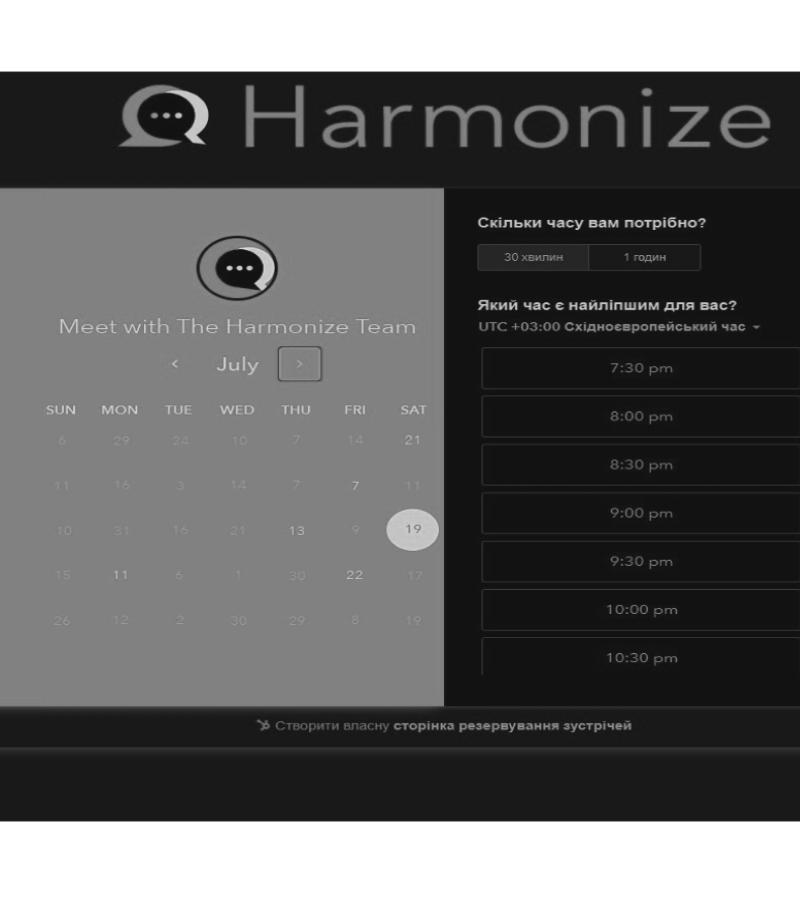 Harmonize
Meet with The Harmonize Team
July
SUN MON TUE WED THU FRI SAT
6 29 24 10 7 14 21
11 16 3 14 7 7 11
10 31 16 21 13 9 19
15 11 6 1 30 22 17
26 12 2 30 29 8 19
Скільки часу вам потрібно?
30 хвилин 1 годин
Який час є найліпшим для вас?
UTC +03:00 Східноєвропейський час
7:30 pm
8:00 pm
8:30 pm
9:00 pm
9:30 pm
10:00 pm
10:30 pm
Створити власну сторінка резервування зустрічей